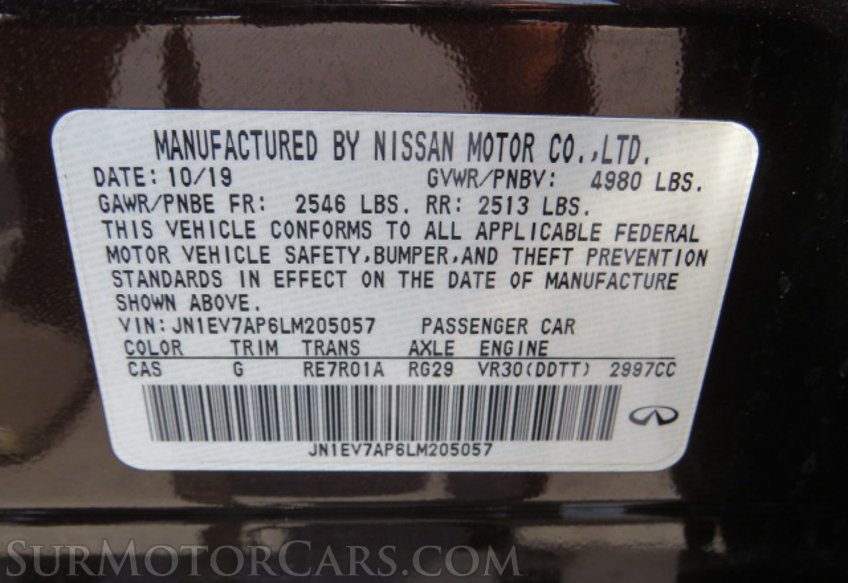 MANUFACTURED BY NISSAN MOTOR CO.,LTD.
DATE: 10/19 GVWR/PNBV: 4980 LBS.
GAWR/PNBE FR: 2546 LBS. RR: 2513 LBS.
THIS VEHICLE CONFORMS TO ALL APPLICABLE FEDERAL
MOTOR VEHICLE SAFETY,BUMPER,AND THEFT PREVENTION
STANDARDS IN EFFECT ON THE DATE OF MANUFACTURE
SHOWN ABOVE.
VIN:JN1EV7AP6LM205057 PASSENGER CAR
COLOR TRIM TRANS AXLE ENGINE
CAS G RE7R01A RG29 VR30(DDTT) 2997CC
JN1EV7AP6LM205057
SurMotorCars.com